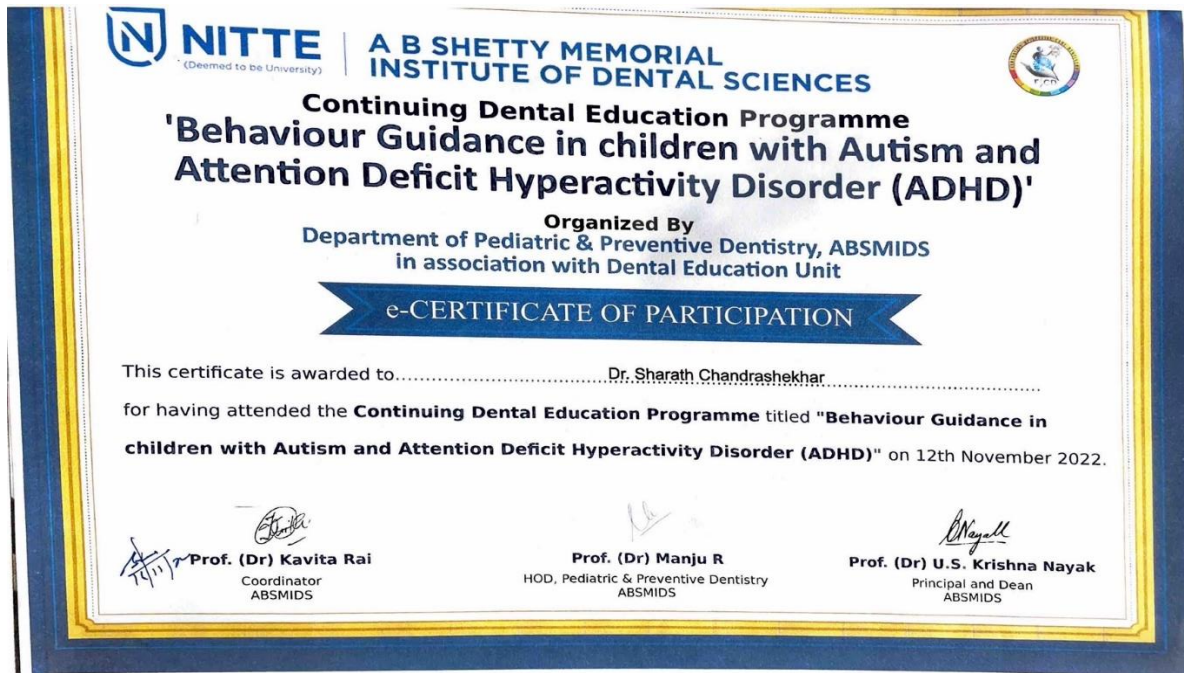 N NITTE
(Deemed to be University)
A B SHETTY MEMORIAL
INSTITUTE OF DENTAL SCIENCES
Continuing Dental Education Programme
'Behaviour Guidance in children with Autism and
Attention Deficit Hyperactivity Disorder (ADHD)'
Organized By
Department of Pediatric & Preventive Dentistry, ABSMIDS
in association with Dental Education Unit
e-CERTIFICATE OF PARTICIPATION
This certificate is awarded to.......Dr. Sharath Chandrashekhar.......
for having attended the Continuing Dental Education Programme titled "Behaviour Guidance in
children with Autism and Attention Deficit Hyperactivity Disorder (ADHD)" on 12th November 2022.
Prof. (Dr) Kavita Rai
Coordinator
ABSMIDS
Prof. (Dr) Manju R
HOD, Pediatric & Preventive Dentistry
ABSMIDS
Prof. (Dr) U.S. Krishna Nayak
Principal and Dean
ABSMIDS